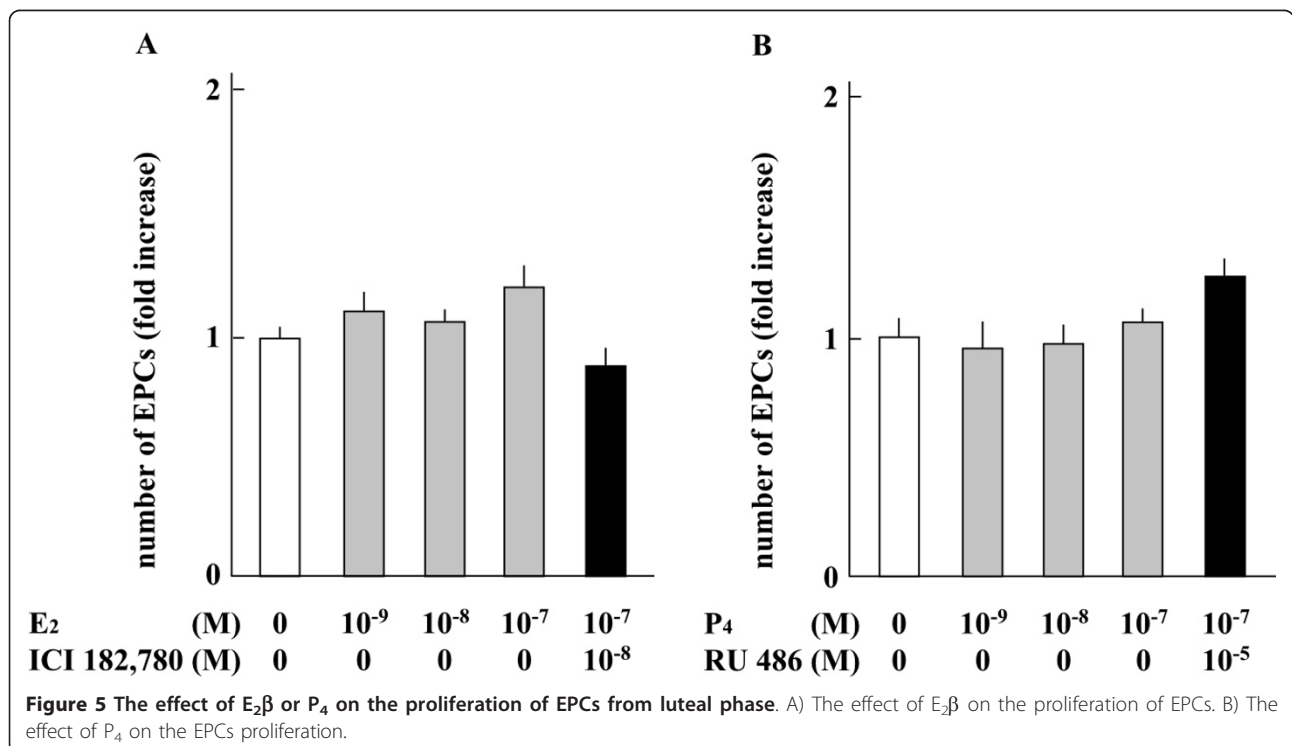 A
number of EPCs (fold increase)
2
1
0
E₂ (M) 0 10⁻⁹ 10⁻⁸ 10⁻⁷ 10⁻⁷
ICI 182,780 (M) 0 0 0 0 10⁻⁸
B
number of EPCs (fold increase)
2
1
0
P₄ (M) 0 10⁻⁹ 10⁻⁸ 10⁻⁷ 10⁻⁷
RU 486 (M) 0 0 0 0 10⁻⁵
Figure 5 The effect of E₂β or P₄ on the proliferation of EPCs from luteal phase. A) The effect of E₂β on the proliferation of EPCs. B) The
effect of P₄ on the EPCs proliferation.